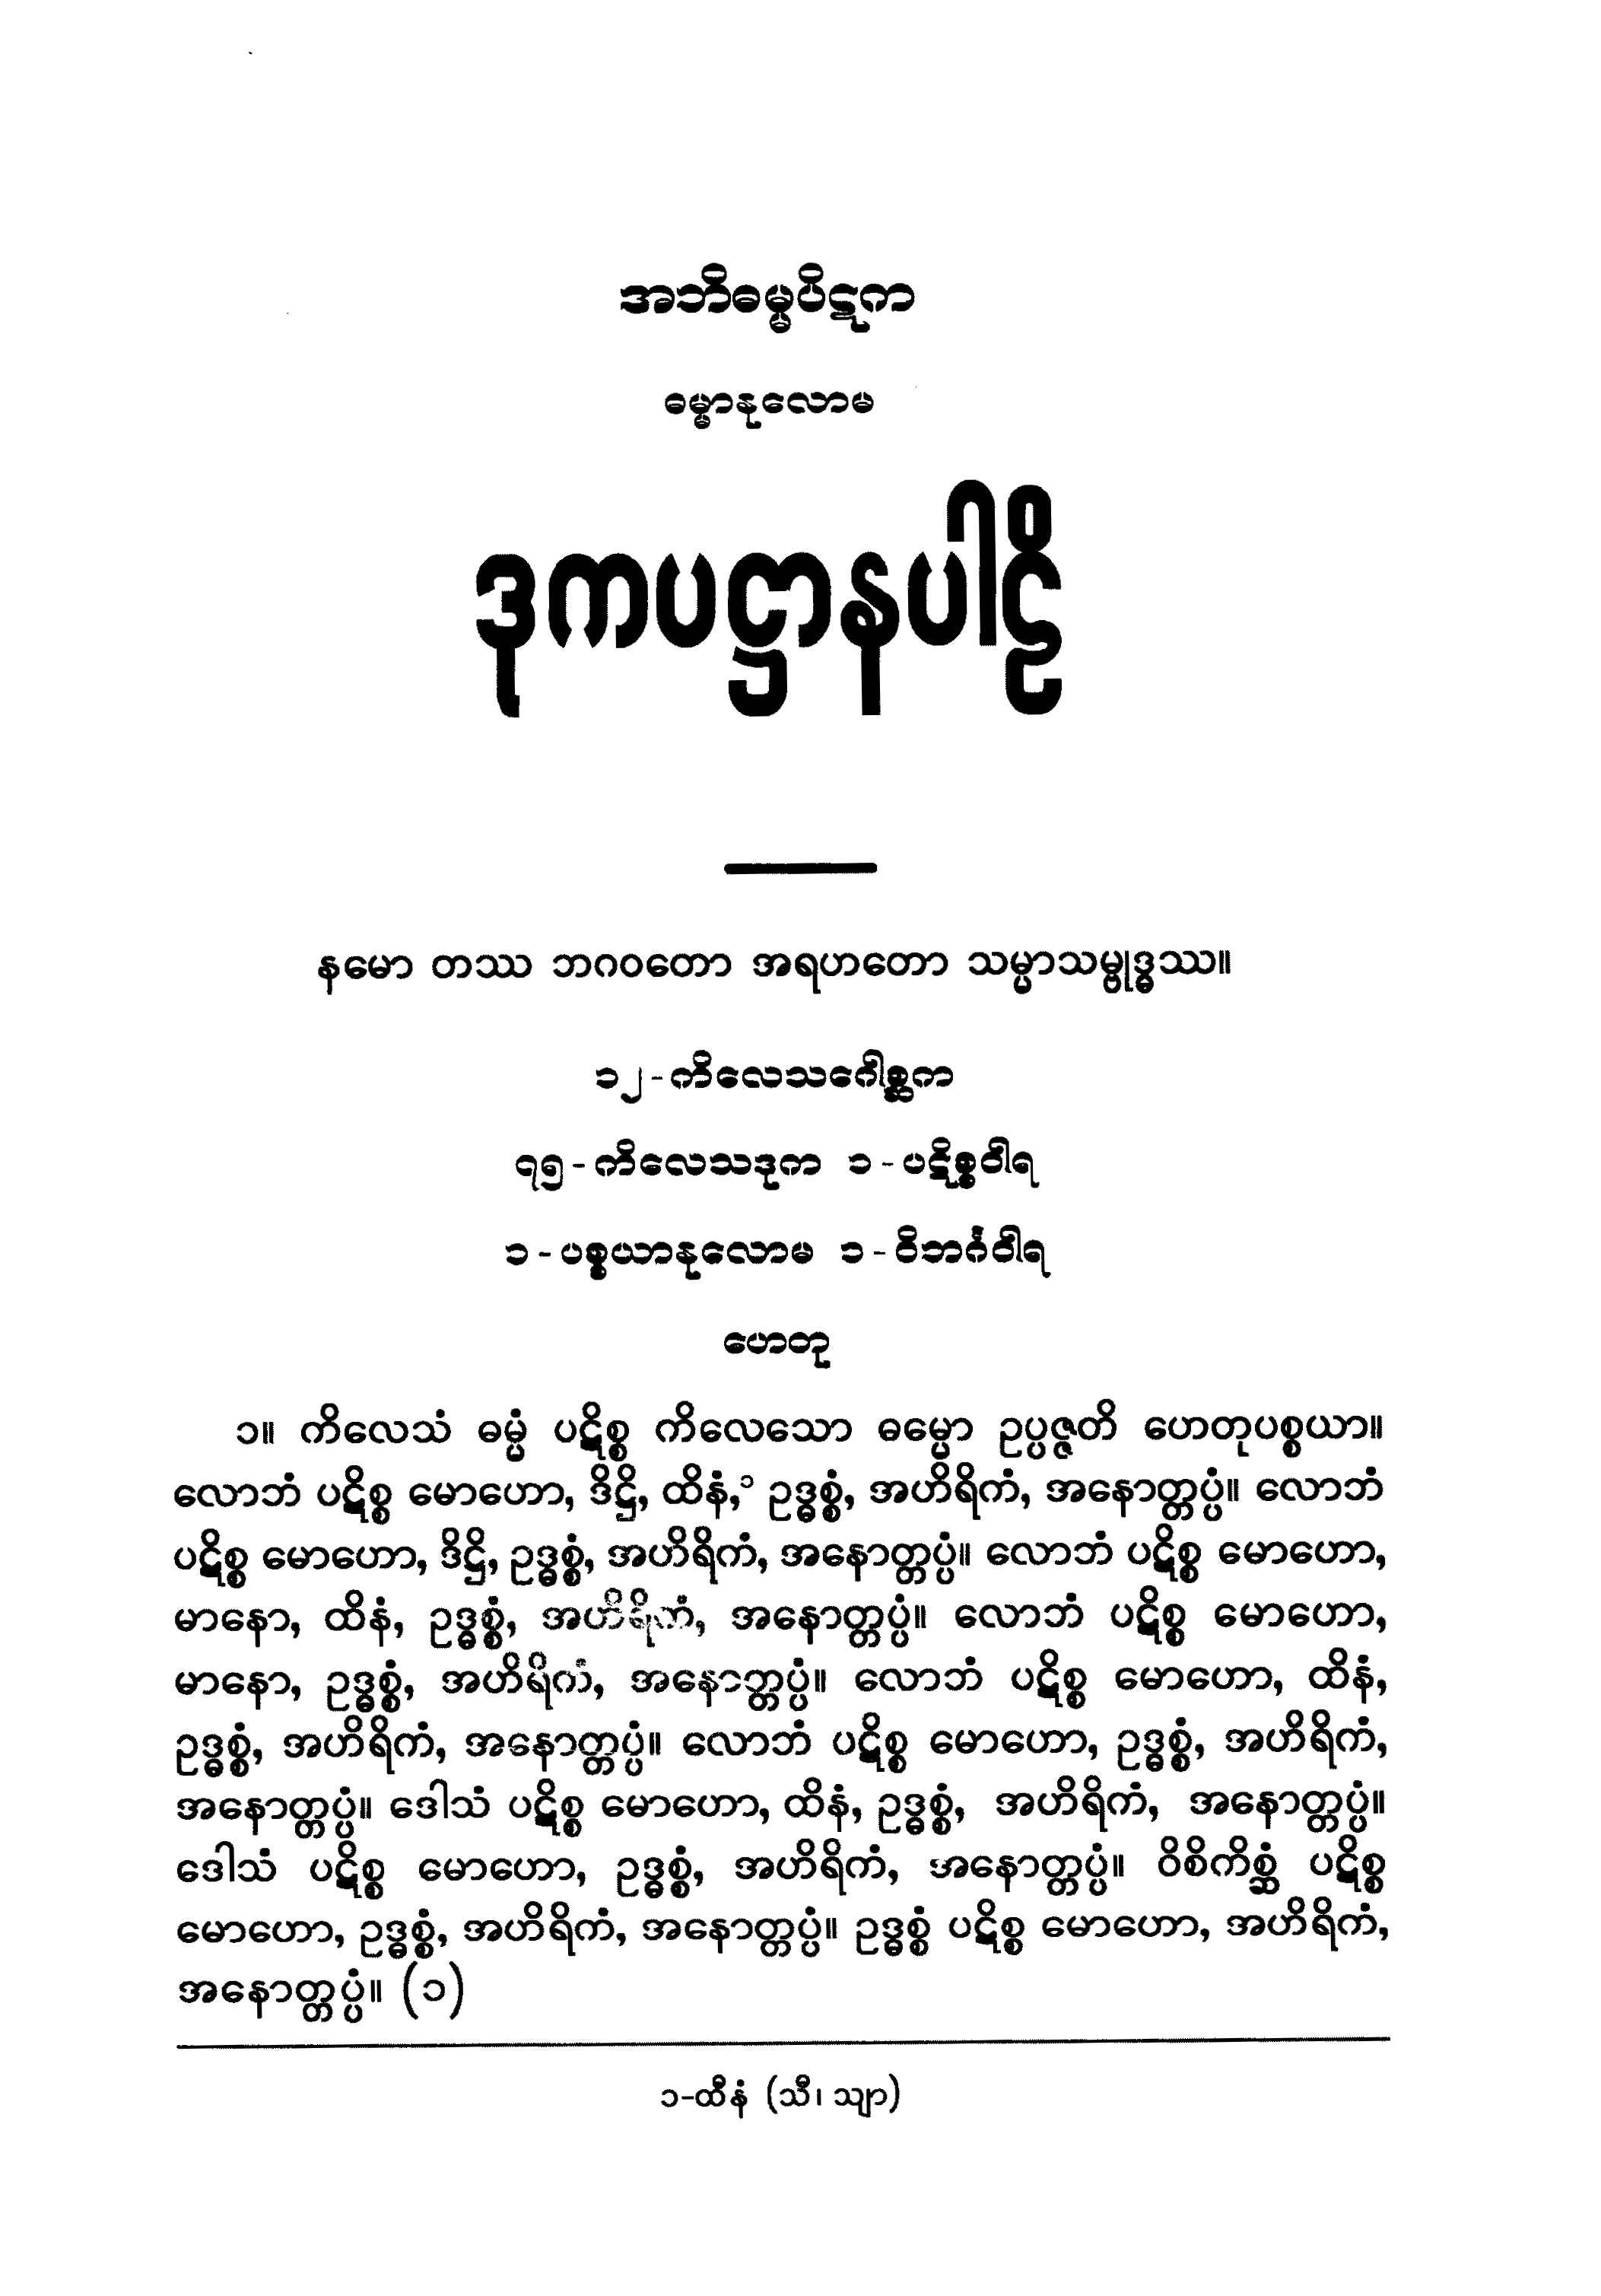 အဘိဓမ္မပိဋက
ဓမ္မာနုလောမ
ဒုကပဋ္ဌာနပါဠိ
နမော တဿ ဘဂဝတော အရဟတော သမ္မာသမ္ဗုဒ္ဓဿ။
၁၂-ကိလေသဂေါစ္ဆက
၇၅-ကိလေသဒုက ၁-ပဋိစ္စဝါရ
၁-ပစ္စယာနုလောမ ၁-ဝိဘင်္ဂဝါရ
ဟေတု
၁။ ကိလေသံ ဓမ္မံ ပဋိစ္စ ကိလေသော ဓမ္မော ဥပ္ပဇ္ဇတိ ဟေတုပစ္စယာ။
လောဘံ ပဋိစ္စ မောဟော, ဒိဋ္ဌိ, ထိနံ,၁ ဥဒ္ဓစ္စံ, အဟိရိကံ, အနောတ္တပ္ပံ။ လောဘံ
ပဋိစ္စ မောဟော, ဒိဋ္ဌိ, ဥဒ္ဓစ္စံ, အဟိရိကံ, အနောတ္တပ္ပံ။ လောဘံ ပဋိစ္စ မောဟော,
မာနော, ထိနံ, ဥဒ္ဓစ္စံ, အဟိရိကံ, အနောတ္တပ္ပံ။ လောဘံ ပဋိစ္စ မောဟော,
မာနော, ဥဒ္ဓစ္စံ, အဟိရိကံ, အနောတ္တပ္ပံ။ လောဘံ ပဋိစ္စ မောဟော, ထိနံ,
ဥဒ္ဓစ္စံ, အဟိရိကံ, အနောတ္တပ္ပံ။ လောဘံ ပဋိစ္စ မောဟော, ဥဒ္ဓစ္စံ, အဟိရိကံ,
အနောတ္တပ္ပံ။ ဒေါသံ ပဋိစ္စ မောဟော, ထိနံ, ဥဒ္ဓစ္စံ, အဟိရိကံ, အနောတ္တပ္ပံ။
ဒေါသံ ပဋိစ္စ မောဟော, ဥဒ္ဓစ္စံ, အဟိရိကံ, အနောတ္တပ္ပံ။ ဝိစိကိစ္ဆံ ပဋိစ္စ
မောဟော, ဥဒ္ဓစ္စံ, အဟိရိကံ, အနောတ္တပ္ပံ။ ဥဒ္ဓစ္စံ ပဋိစ္စ မောဟော, အဟိရိကံ,
အနောတ္တပ္ပံ။ (၁)
၁-ထီနံ (သီ၊ သျာ)